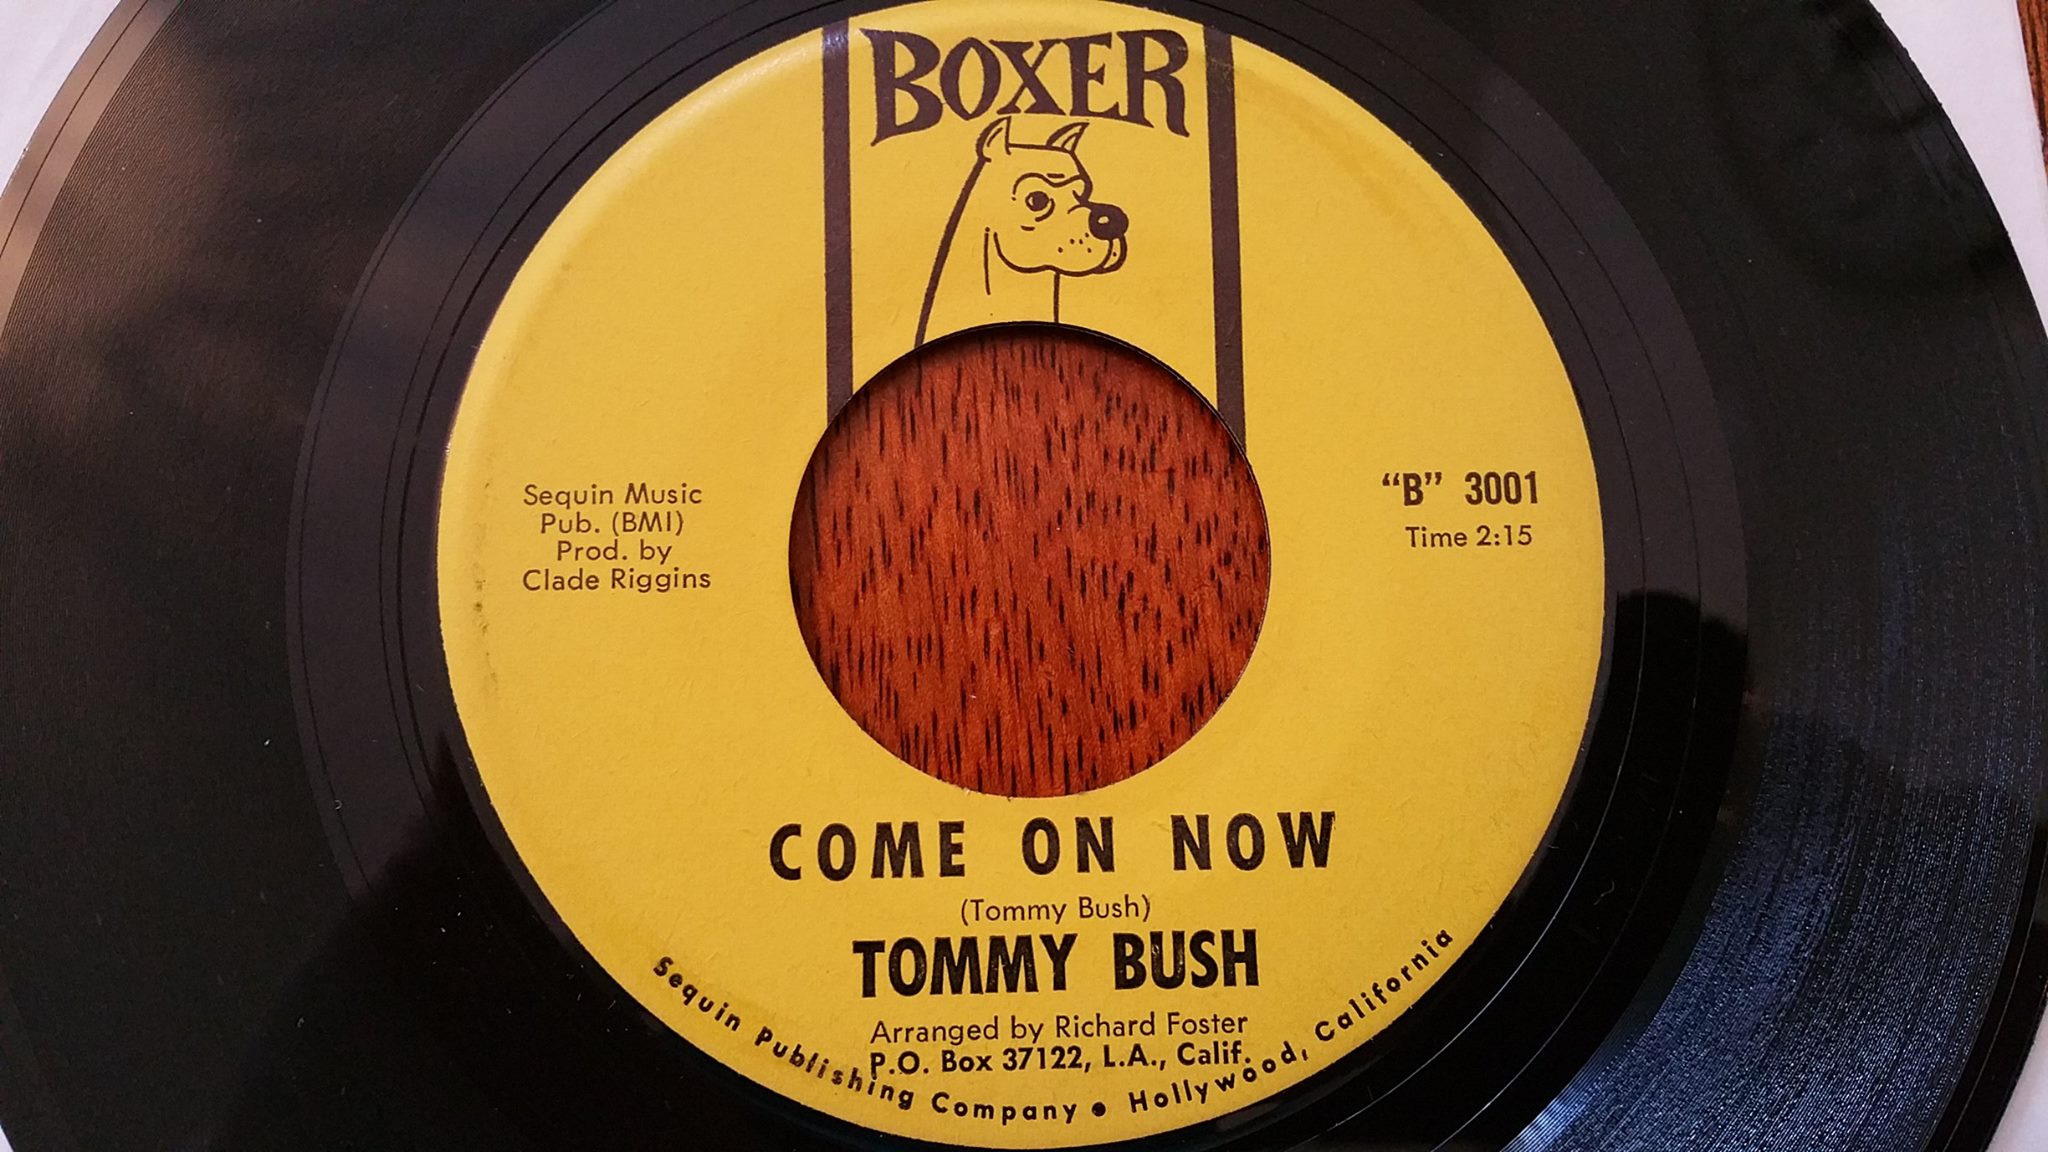 BOXER
Sequin Music
Pub. (BMI)
Prod. by
Clade Riggins
"B" 3001
Time 2:15
COME ON NOW
(Tommy Bush)
TOMMY BUSH
Arranged by Richard Foster
P.O. Box 37122, L.A., Calif.
Sequin Publishing Company • Hollywood, California